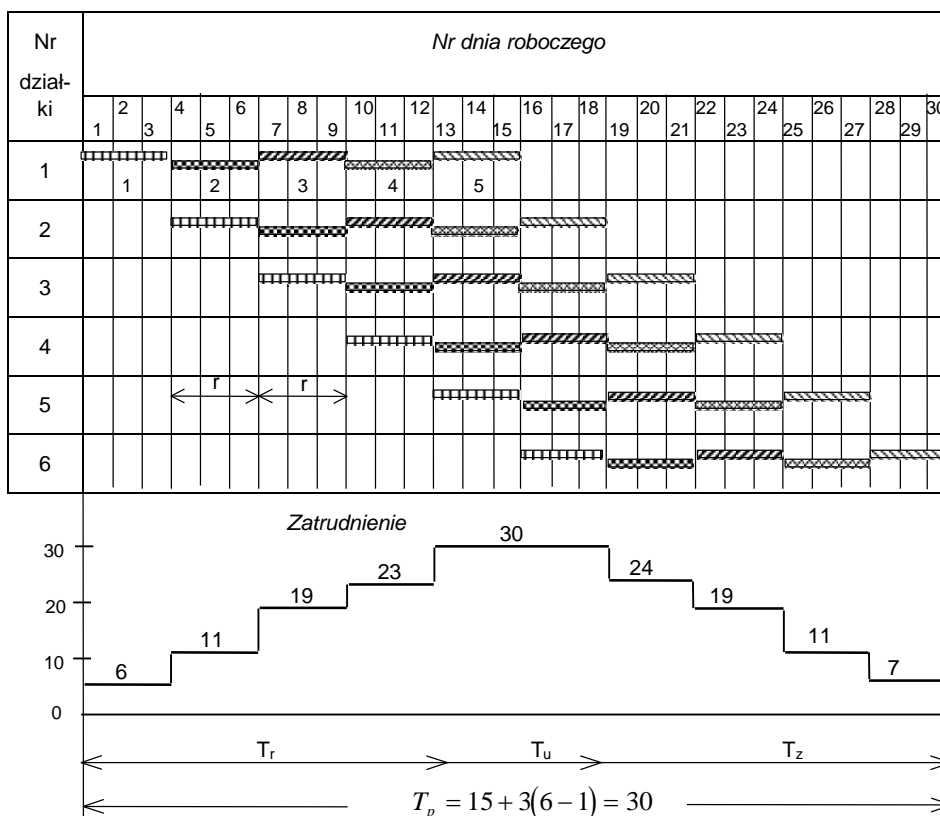 Nr
dział-
ki
Nr dnia roboczego
2 4 6 8 10 12 14 16 18 20 22 24 26 28 30
1 3 5 7 9 11 13 15 17 19 21 23 25 27 29
1
1 2 3 4 5
2
3
4
5
r r
6
Zatrudnienie
30
20
10
0
6 11 19 23 30 24 19 11 7
Tr Tu Tz
Tp = 15 + 3(6 − 1) = 30